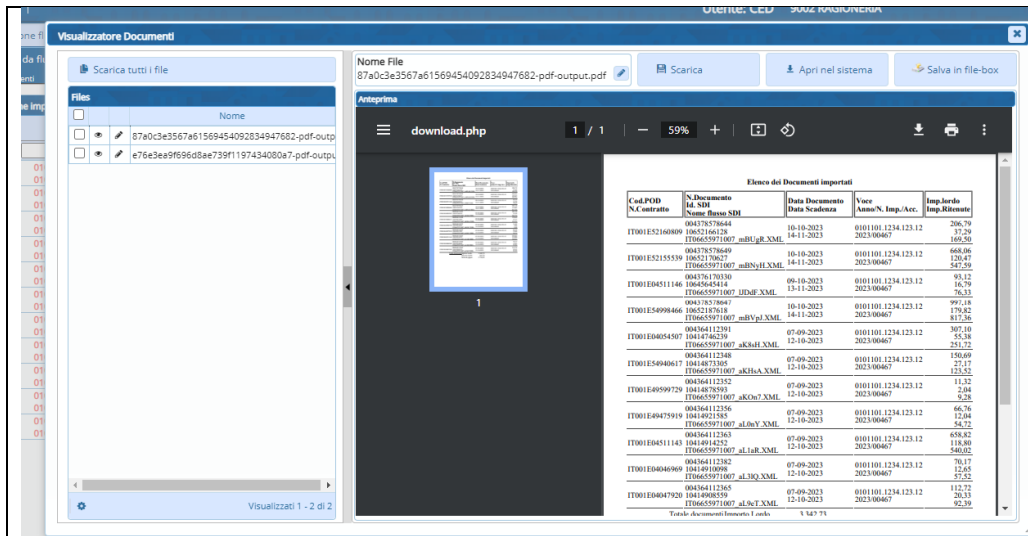 Utente: CED 9002 RAGIONERIA
Visualizzatore Documenti
Scarica tutti i file
Files
Nome
87a0c3e3567a61569454092834947682-pdf-outp
e76e3ea9f696d8ae739f1197434080a7-pdf-outpu
Visualizzati 1 - 2 di 2
Nome File
87a0c3e3567a61569454092834947682-pdf-output.pdf
Scarica
Apri nel sistema
Salva in file-box
Anteprima
download.php
1 / 1
59%
1
Elenco dei Documenti importati
Cod.POD N.Documento Data Documento Voce Imp.lordo
N.Contratto Id. SDI Data Scadenza Anno/N. Imp./Acc. Imp.Ritenute
Nome flusso SDI
004378578644 10-10-2023 0101101.1234.123.12 206,79
IT001E52160809 10652166128 14-11-2023 2023/00467 37,29
IT06655971007_mBUgR.XML 169,50
004378578649 10-10-2023 0101101.1234.123.12 668,06
IT001E52155539 10652170627 14-11-2023 2023/00467 120,47
IT06655971007_mBNyH.XML 547,59
004376170330 09-10-2023 0101101.1234.123.12 93,12
IT001E04511146 10645645414 13-11-2023 2023/00467 16,79
IT06655971007_lJDdF.XML 76,33
004378578647 10-10-2023 0101101.1234.123.12 997,18
IT001E54998466 10652187618 14-11-2023 2023/00467 179,82
IT06655971007_mBVpJ.XML 817,36
004364112391 07-09-2023 0101101.1234.123.12 307,10
IT001E04054507 10414746239 12-10-2023 2023/00467 55,38
IT06655971007_aK8sH.XML 251,72
004364112348 07-09-2023 0101101.1234.123.12 150,69
IT001E54940617 10414873305 12-10-2023 2023/00467 27,17
IT06655971007_aKHsA.XML 123,52
004364112352 07-09-2023 0101101.1234.123.12 11,32
IT001E49599729 10414878593 12-10-2023 2023/00467 2,04
IT06655971007_aKOn7.XML 9,28
004364112356 07-09-2023 0101101.1234.123.12 66,76
IT001E49475919 10414921585 12-10-2023 2023/00467 12,04
IT06655971007_aL0nY.XML 54,72
004364112363 07-09-2023 0101101.1234.123.12 658,82
IT001E04511143 10414914252 12-10-2023 2023/00467 118,80
IT06655971007_aL1aR.XML 540,02
004364112382 07-09-2023 0101101.1234.123.12 70,17
IT001E04046969 10414910098 12-10-2023 2023/00467 12,65
IT06655971007_aL3IQ.XML 57,52
004364112365 07-09-2023 0101101.1234.123.12 112,72
IT001E04047920 10414908559 12-10-2023 2023/00467 20,33
IT06655971007_aL9cT.XML 92,39
Totale documenti Importo Lordo 3.342,73